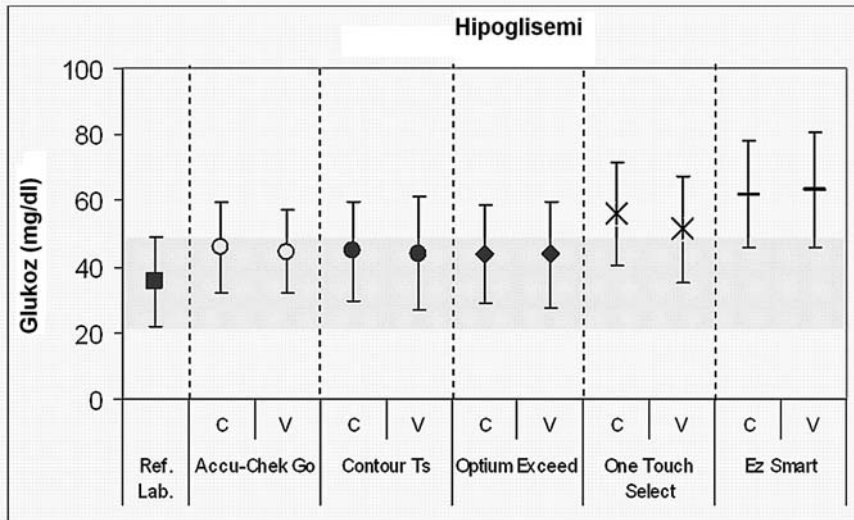 Hipoglisemi
Glukoz (mg/dl)
100
80
60
40
20
0
C V C V C V C V C V
Ref. Lab.
Accu-Chek Go
Contour Ts
Optium Exceed
One Touch Select
Ez Smart